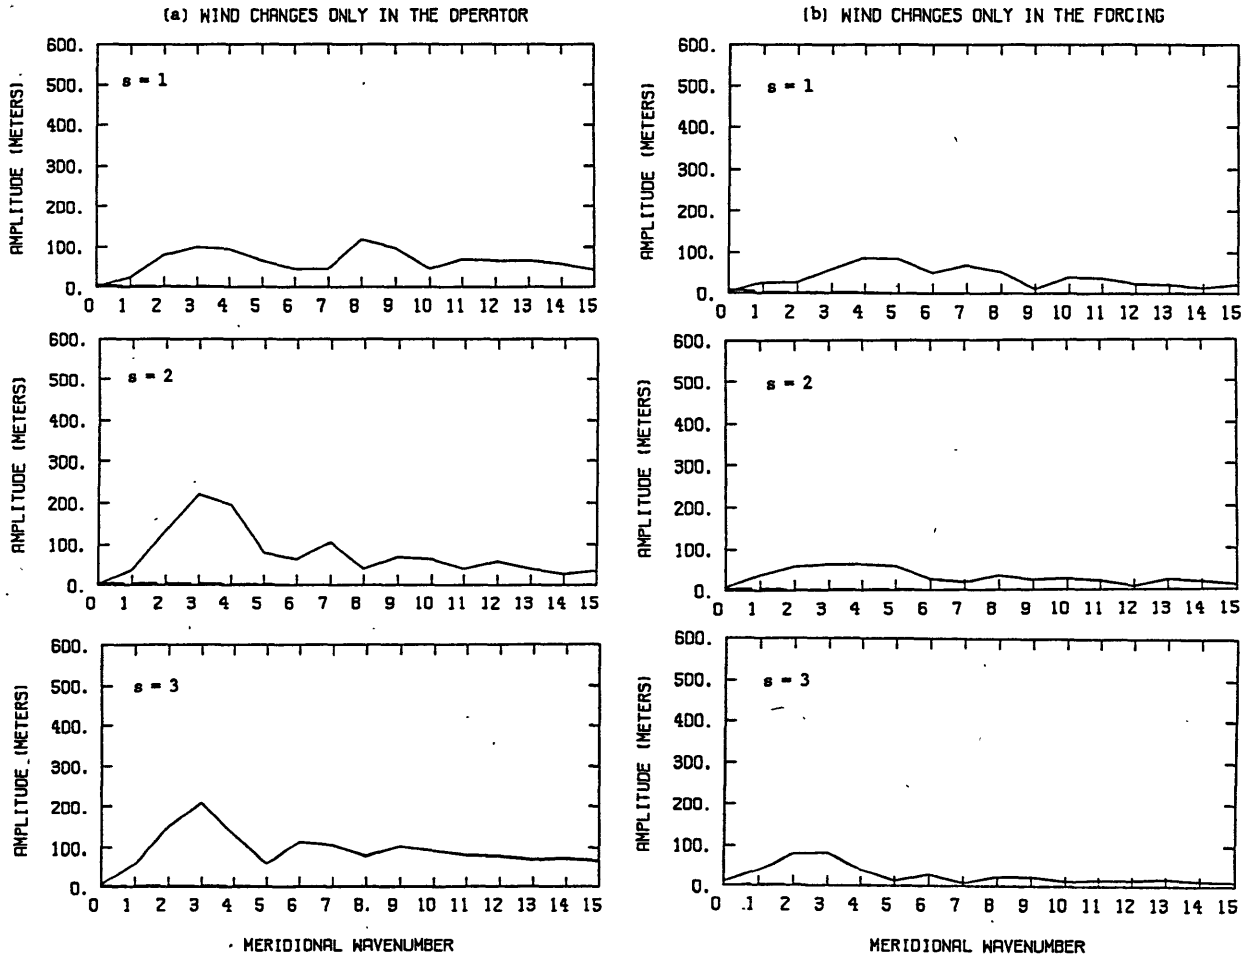 (a) WIND CHANGES ONLY IN THE OPERATOR
600.
500.
400.
300.
200.
100.
0.
AMPLITUDE (METERS)
s = 1
0 1 2 3 4 5 6 7 8 9 10 11 12 13 14 15
600.
500.
400.
300.
200.
100.
0.
AMPLITUDE (METERS)
s = 2
0 1 2 3 4 5 6 7 8 9 10 11 12 13 14 15
600.
500.
400.
300.
200.
100.
0.
AMPLITUDE (METERS)
s = 3
0 1 2 3 4 5 6 7 8. 9 10 11 12 13 14 15
MERIDIONAL WAVENUMBER
(b) WIND CHANGES ONLY IN THE FORCING
600.
500.
400.
300.
200.
100.
0.
AMPLITUDE (METERS)
s = 1
0 1 2 3 4 5 6 7 8 9 10 11 12 13 14 15
600.
500.
400.
300.
200.
100.
0.
AMPLITUDE (METERS)
s = 2
0 1 2 3 4 5 6 7 8 9 10 11 12 13 14 15
600.
500.
400.
300.
200.
100.
0.
AMPLITUDE (METERS)
s = 3
0 .1 2 3 4 5 6 7 8 9 10 11 12 13 14 15
MERIDIONAL WAVENUMBER